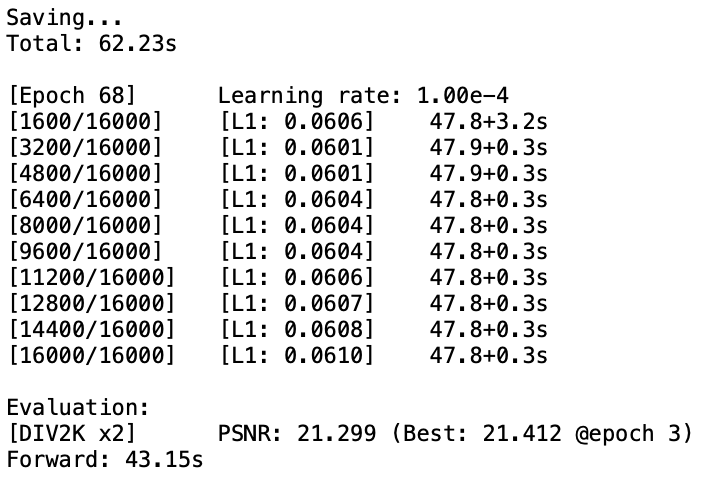 Saving...
Total: 62.23s
[Epoch 68] Learning rate: 1.00e-4
[1600/16000] [L1: 0.0606] 47.8+3.2s
[3200/16000] [L1: 0.0601] 47.9+0.3s
[4800/16000] [L1: 0.0601] 47.9+0.3s
[6400/16000] [L1: 0.0604] 47.8+0.3s
[8000/16000] [L1: 0.0604] 47.8+0.3s
[9600/16000] [L1: 0.0604] 47.8+0.3s
[11200/16000] [L1: 0.0606] 47.8+0.3s
[12800/16000] [L1: 0.0607] 47.8+0.3s
[14400/16000] [L1: 0.0608] 47.8+0.3s
[16000/16000] [L1: 0.0610] 47.8+0.3s
Evaluation:
[DIV2K x2] PSNR: 21.299 (Best: 21.412 @epoch 3)
Forward: 43.15s